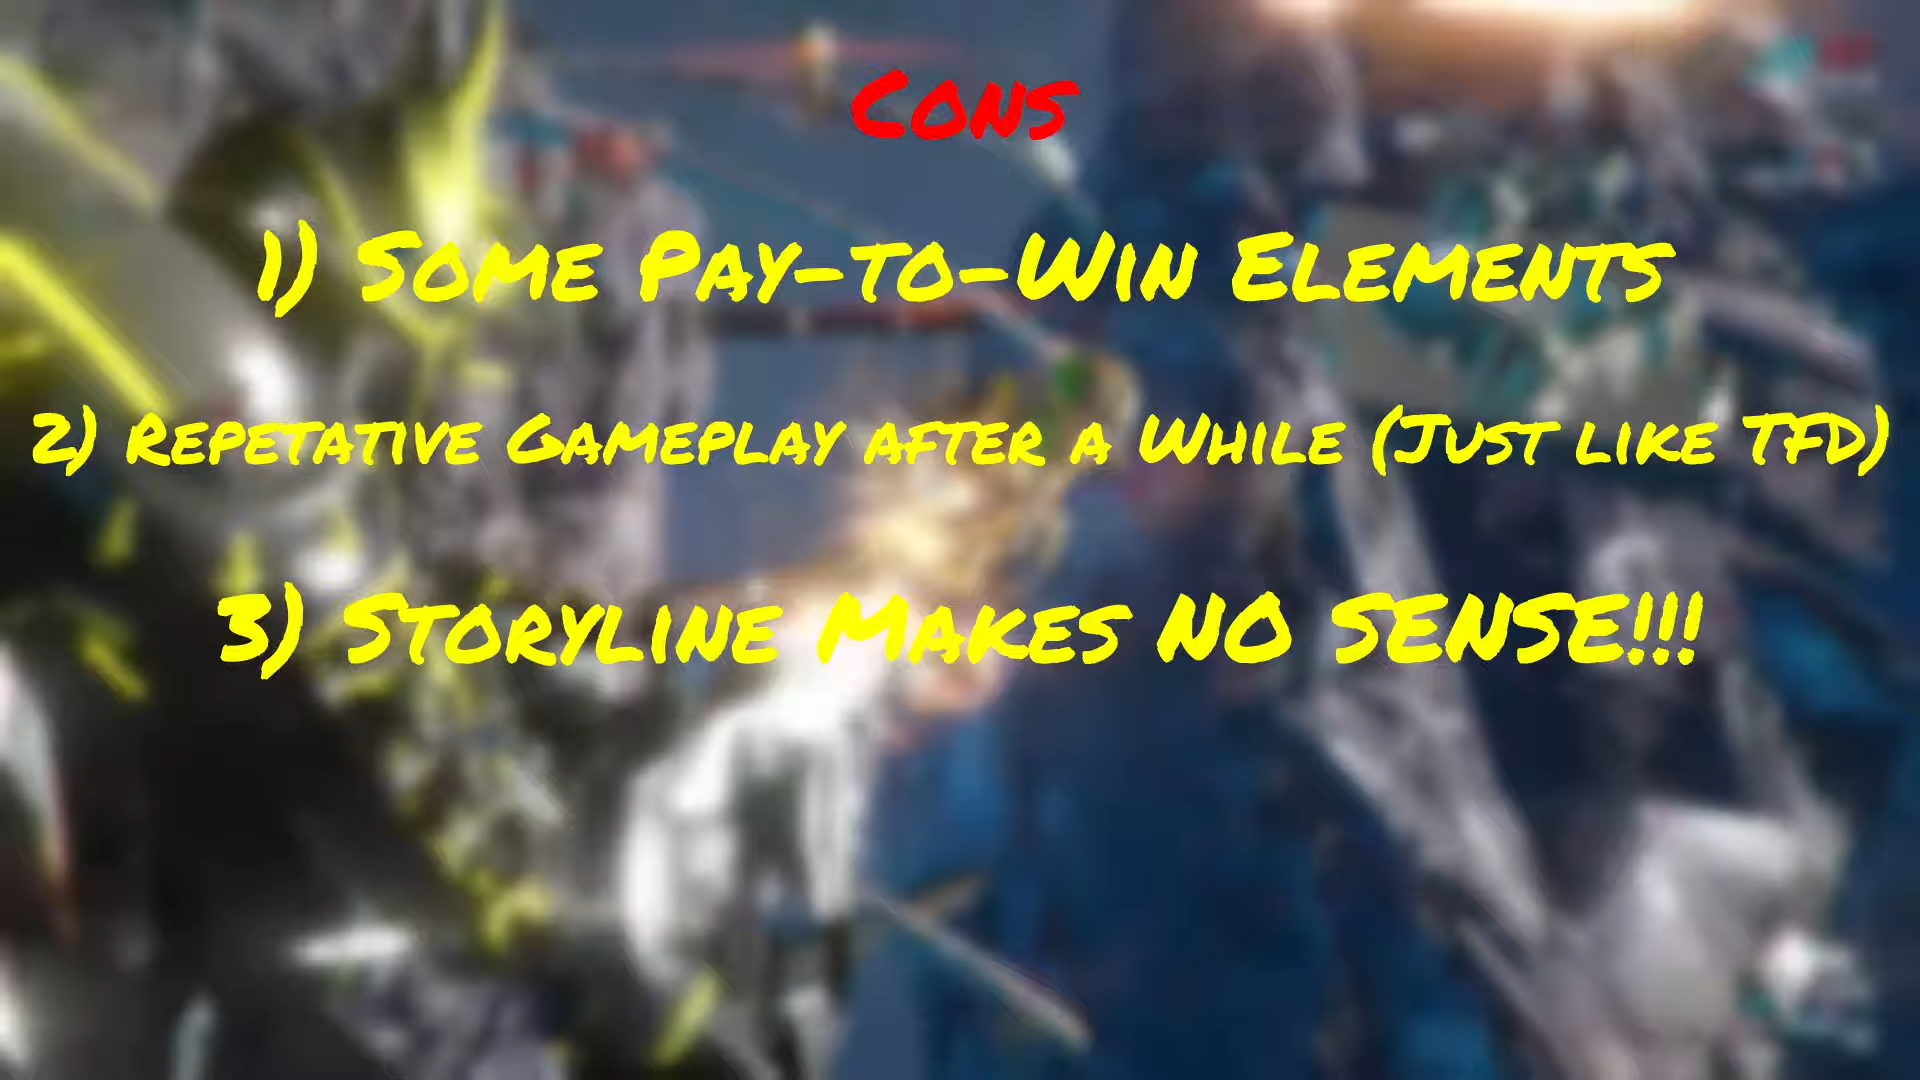 Cons
1) Some Pay-to-Win Elements
2) Repetative Gameplay after a While (Just like TFD)
3) Storyline Makes NO SENSE!!!